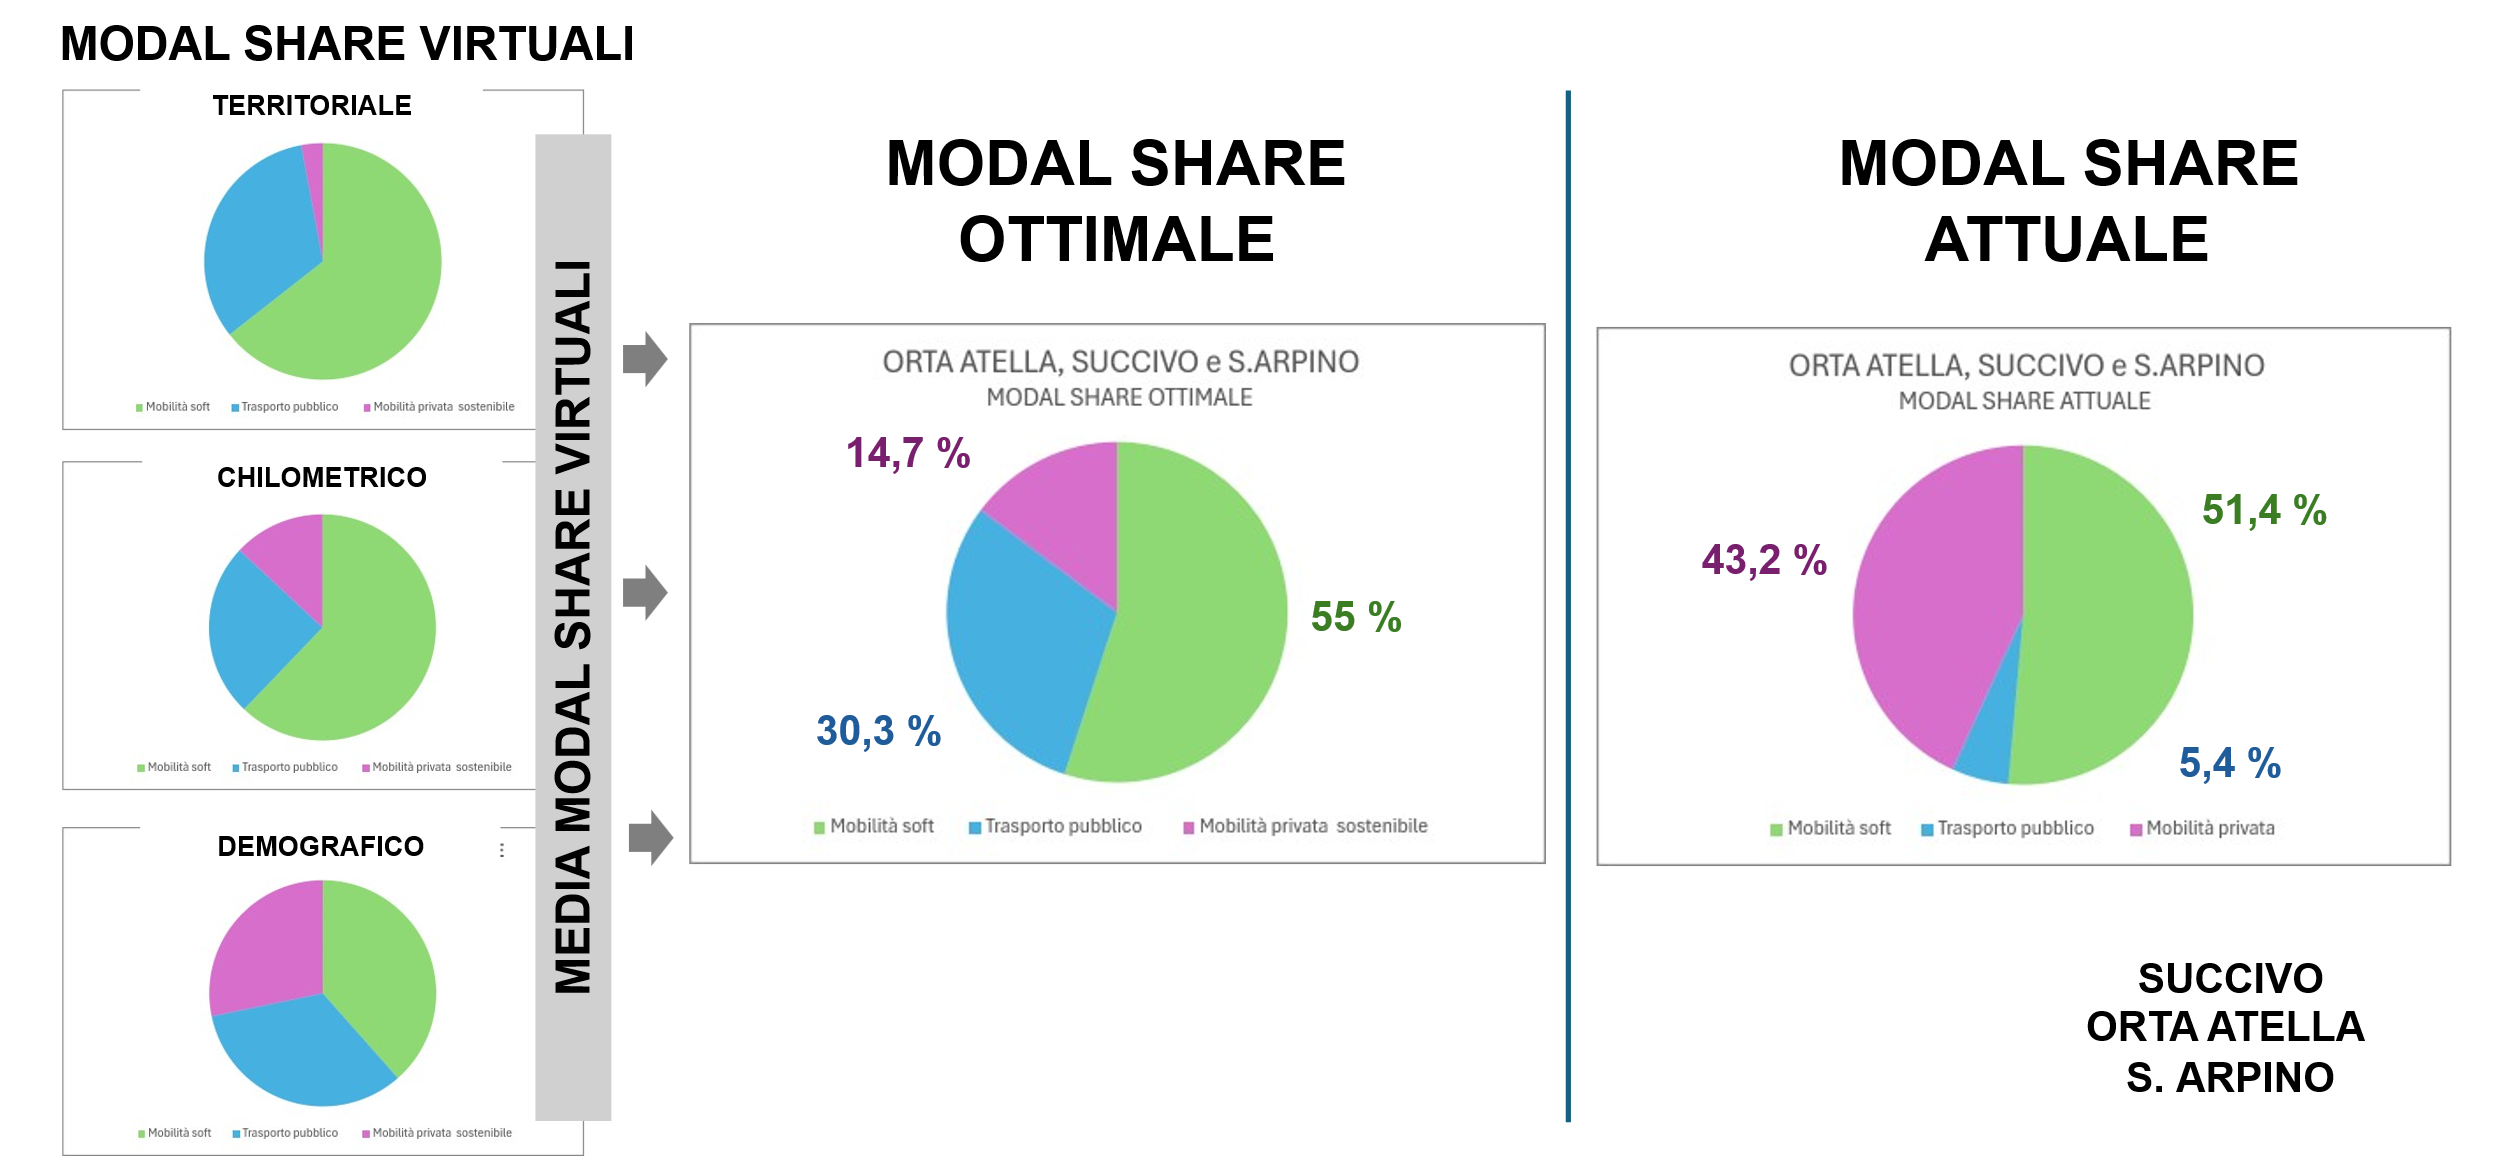 MODAL SHARE VIRTUALI
TERRITORIALE
Mobilità soft Trasporto pubblico Mobilità privata sostenibile
CHILOMETRICO
Mobilità soft Trasporto pubblico Mobilità privata sostenibile
DEMOGRAFICO
Mobilità soft Trasporto pubblico Mobilità privata sostenibile
MEDIA MODAL SHARE VIRTUALI
MODAL SHARE
OTTIMALE
ORTA ATELLA, SUCCIVO e S.ARPINO
MODAL SHARE OTTIMALE
14,7 %
55 %
30,3 %
Mobilità soft Trasporto pubblico Mobilità privata sostenibile
MODAL SHARE
ATTUALE
ORTA ATELLA, SUCCIVO e S.ARPINO
MODAL SHARE ATTUALE
51,4 %
43,2 %
5,4 %
Mobilità soft Trasporto pubblico Mobilità privata
SUCCIVO
ORTA ATELLA
S. ARPINO